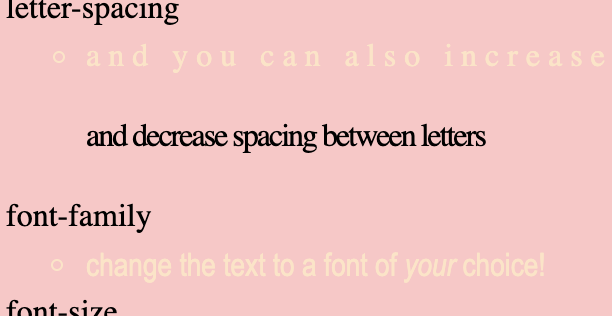 letter-spacing
and you can also increase
and decrease spacing between letters
font-family
change the text to a font of your choice!
font-size